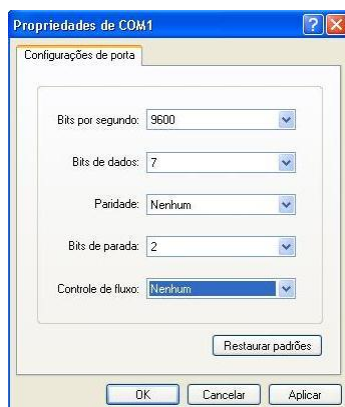 Propriedades de COM1
Configurações de porta
Bits por segundo: 9600
Bits de dados: 7
Paridade: Nenhum
Bits de parada: 2
Controle de fluxo: Nenhum
Restaurar padrões
OK Cancelar Aplicar